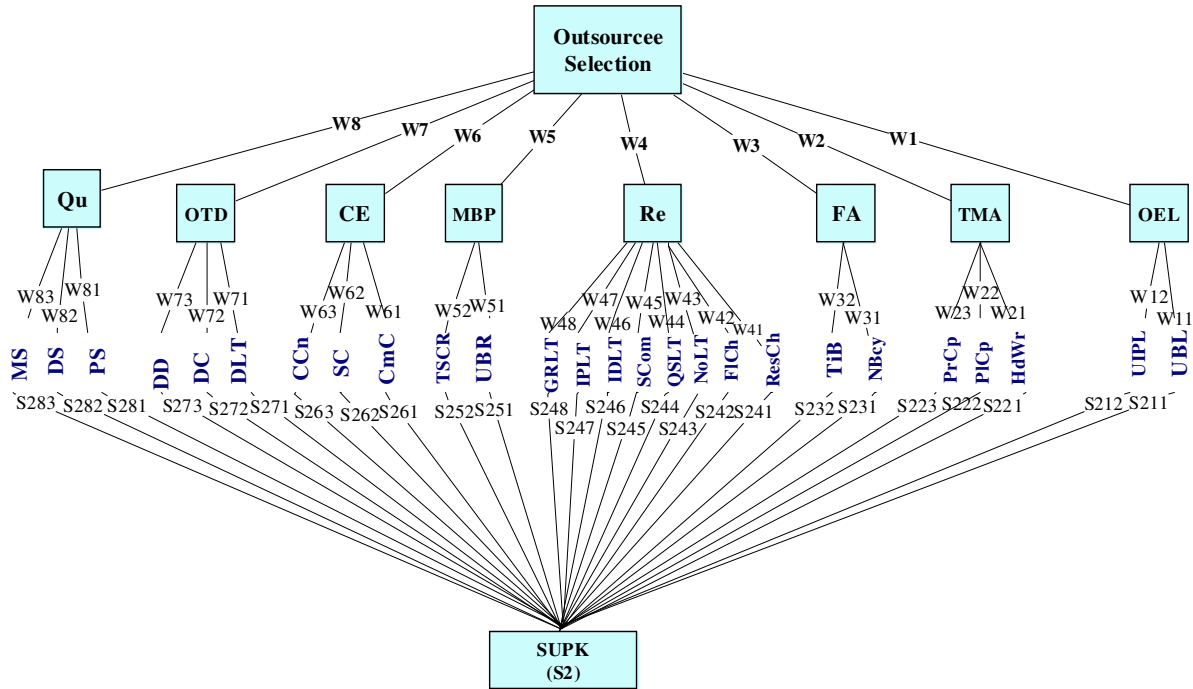 Outsourcee
Selection
W8
W7
W6
W5
W4
W3
W2
W1
Qu
OTD
CE
MBP
Re
FA
TMA
OEL
W83
W82
W81
W73
W72
W71
W63
W62
W61
W52
W51
W48
W47
W46
W45
W44
W43
W42
W41
W32
W31
W23
W22
W21
W12
W11
MS
DS
PS
DD
DC
DLT
CCn
SC
CmC
TSCR
UBR
GRLT
IPLT
IDLT
SCom
QSLT
NoLT
FlCh
ResCh
TiB
NBcy
PrCp
PlCp
HdWr
UIPL
UBL
S283
S282
S281
S273
S272
S271
S263
S262
S261
S252
S251
S248
S247
S246
S245
S244
S243
S242
S241
S232
S231
S223
S222
S221
S212
S211
SUPK
(S2)